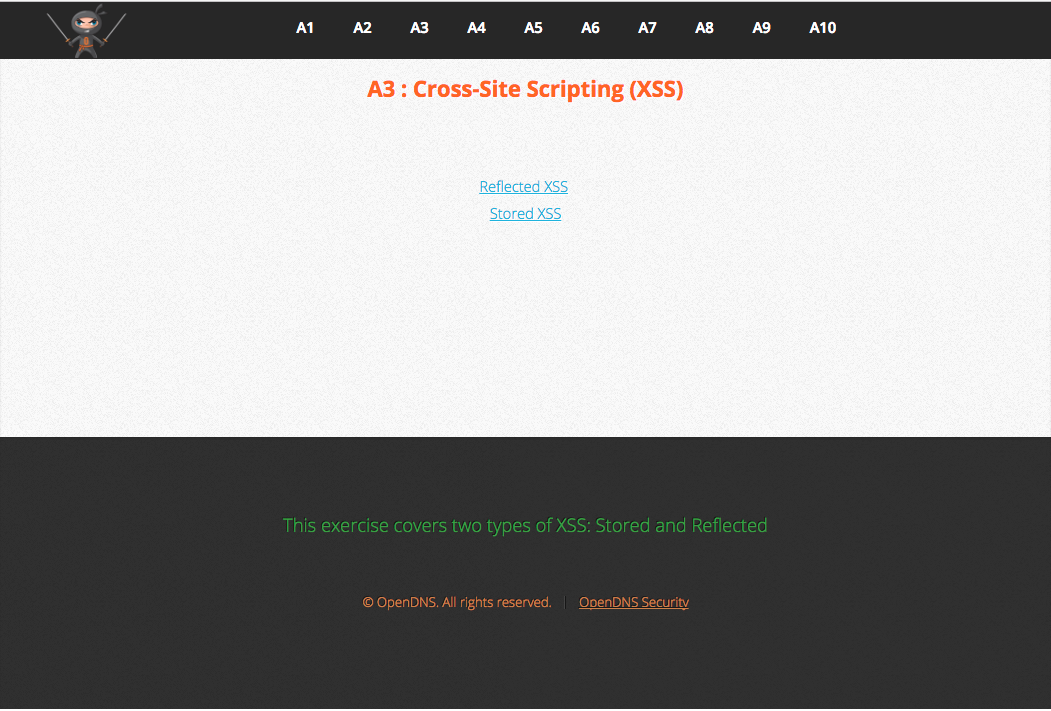 A1 A2 A3 A4 A5 A6 A7 A8 A9 A10
A3 : Cross-Site Scripting (XSS)
Reflected XSS
Stored XSS
This exercise covers two types of XSS: Stored and Reflected
© OpenDNS. All rights reserved. | OpenDNS Security